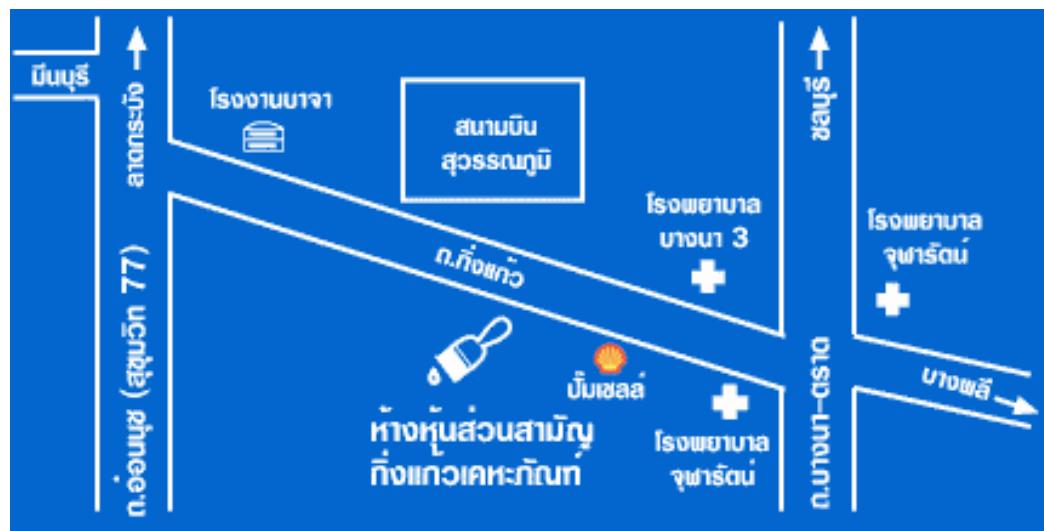 มีนบุรี
ลาดกระบัง
โรงงานบาจา
สนามบิน
สุวรรณภูมิ
ชลบุรี
โรงพยาบาล
บางนา 3
โรงพยาบาล
จุฬารัตน์
ถ.กิ่งแก้ว
ถ.อ่อนนุช (สุขุมวิท 77)
ปั๊มเชลล์
บางพลี
ห้างหุ้นส่วนสามัญ
กิ่งแก้วเคหะภัณฑ์
โรงพยาบาล
จุฬารัตน์
ถ.บางนา-ตราด